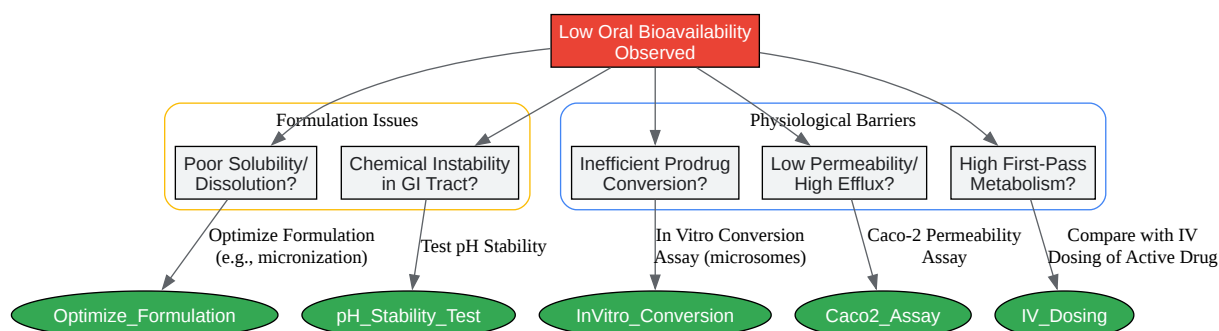 Low Oral Bioavailability
Observed
Formulation Issues
Physiological Barriers
Poor Solubility/
Dissolution?
Chemical Instability
in GI Tract?
Inefficient Prodrug
Conversion?
Low Permeability/
High Efflux?
High First-Pass
Metabolism?
Optimize Formulation
(e.g., micronization)
Test pH Stability
In Vitro Conversion
Assay (microsomes)
Caco-2 Permeability
Assay
Compare with IV
Dosing of Active Drug
Optimize_Formulation
pH_Stability_Test
InVitro_Conversion
Caco2_Assay
IV_Dosing